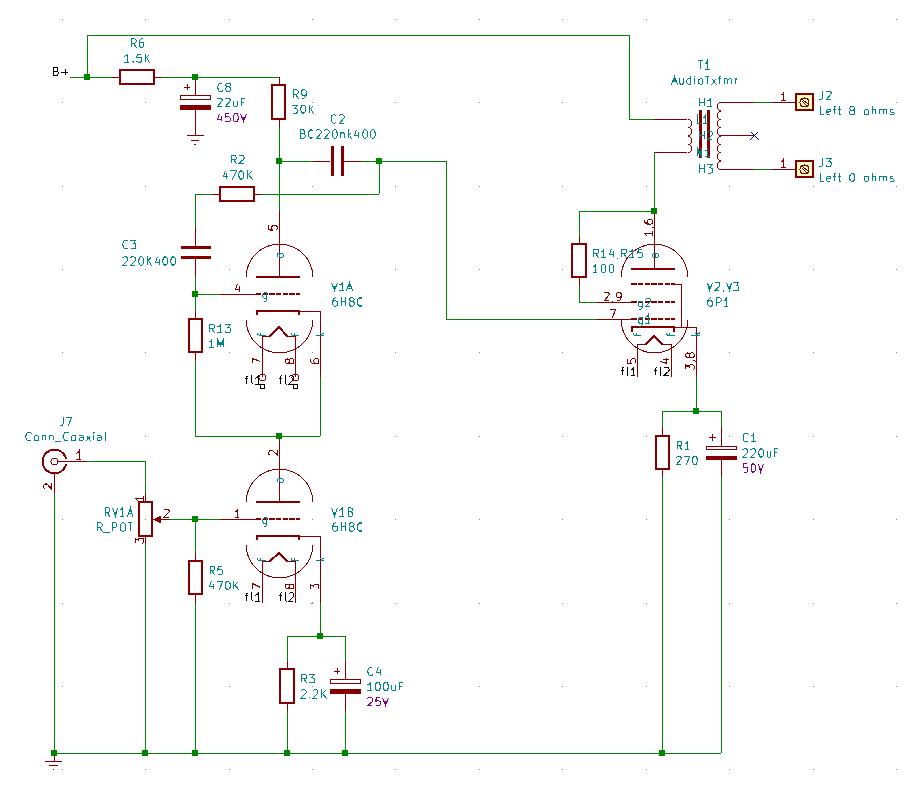 R6
1.5K
B+
+
C8
22uF
450V
R9
30K
C2
BC220nk400
R2
470K
C3
220K400
5
4
g
V1A
6H8C
R13
1M
7
8
6
fl1
fl2
T1
AudioTxfmr
H1
H2
H3
1
J2
Left 8 ohms
1
J3
Left 0 ohms
1,6
R14,R15
100
2,9
g2
7
g1
V2,V3
6P1
5
4
3,8
fl1
fl2
R1
270
+
C1
220uF
50V
J7
Conn_Coaxial
1
2
RV1A
R_POT
1
2
3
2
1
g
V1B
6H8C
R5
470K
7
8
3
fl1
fl2
R3
2.2K
+
C4
100uF
25V